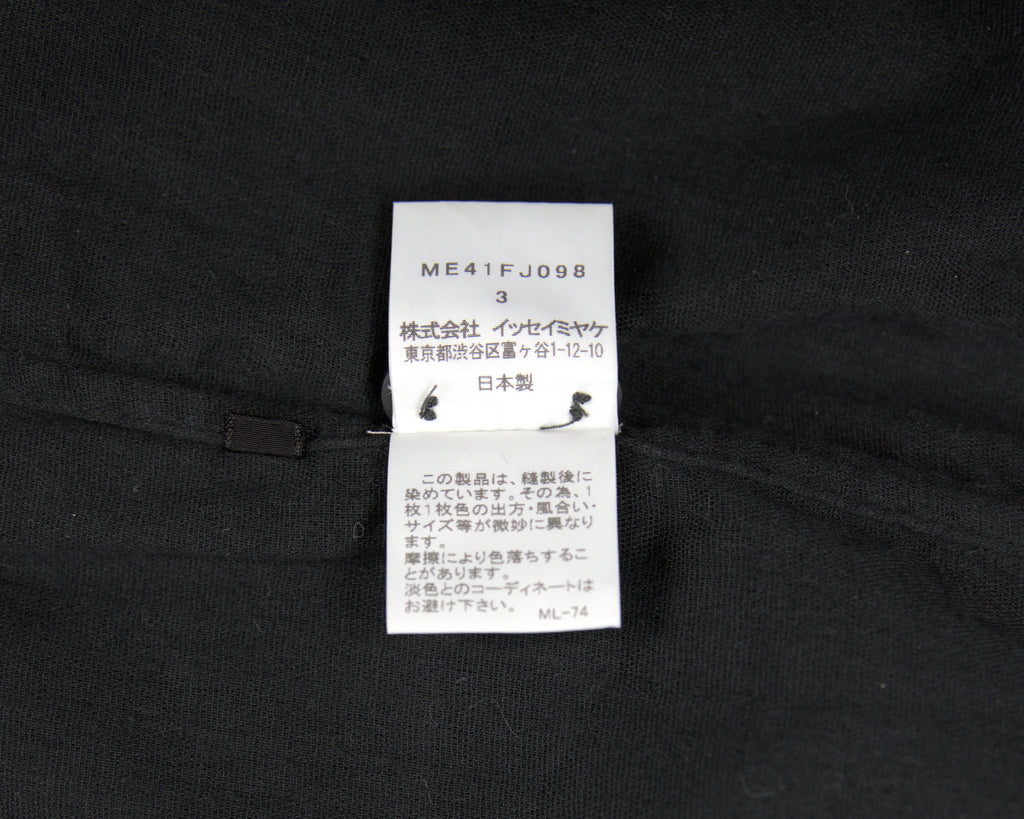 ME41FJ098
3
株式会社 イッセイミヤケ
東京都渋谷区富ヶ谷1-12-10
日本製
この製品は、縫製後に
染めています。その為、1
枚1枚色の出方・風合い・
サイズ等が微妙に異なり
ます。
摩擦により色落ちするこ
とがあります。
淡色とのコーディネートは
お避け下さい。 ML-74